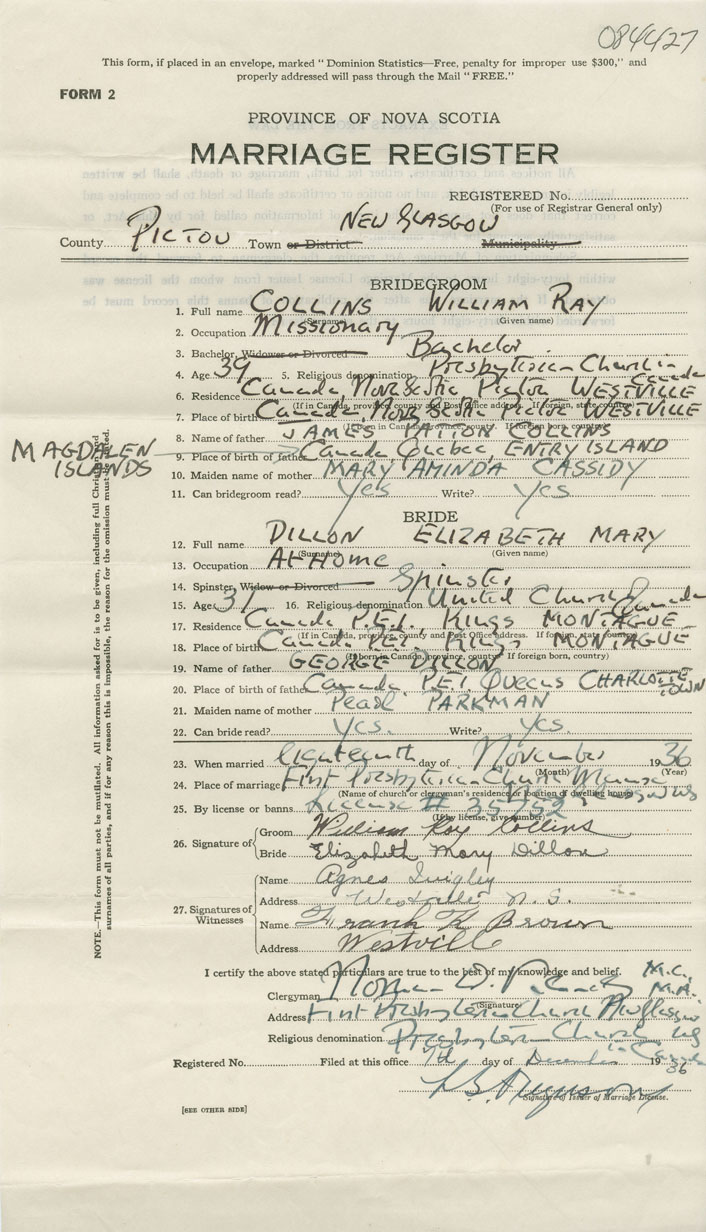 084427
This form, if placed in an envelope, marked "Dominion Statistics—Free, penalty for improper use $300," and
properly addressed will pass through the Mail "FREE."
FORM 2
PROVINCE OF NOVA SCOTIA
MARRIAGE REGISTER
REGISTERED No.
(For use of Registrar General only)
County PICTOU Town or District NEW GLASGOW Municipality
BRIDEGROOM
1. Full name COLLINS WILLIAM RAY
(Surname) (Given name)
2. Occupation Missionary
3. Bachelor, Widower or Divorced Bachelor
4. Age 39 5. Religious denomination Presbyterian Church in Canada
6. Residence Canada, Nova Scotia Pictou WESTVILLE
(If in Canada, province, county and Post Office address. If foreign, state country)
7. Place of birth Canada, Nova Scotia Pictou WESTVILLE
(If born in Canada, province, county. If foreign born, country)
8. Name of father JAMES PATTON COLLINS
9. Place of birth of father Canada Quebec, ENTRY ISLAND
MAGDALEN ISLANDS
10. Maiden name of mother MARY AMINDA CASSIDY
11. Can bridegroom read? Yes Write? Yes
BRIDE
12. Full name DILLON ELIZABETH MARY
(Surname) (Given name)
13. Occupation At Home
14. Spinster, Widow or Divorced Spinster
15. Age 37 16. Religious denomination United Church Canada
17. Residence Canada P.E.I. Kings MONTAGUE
(If in Canada, province, county and Post Office address. If foreign, state country)
18. Place of birth Canada P.E.I. Kings MONTAGUE
(If born in Canada, province, county. If foreign born, country)
19. Name of father GEORGE DILLON
20. Place of birth of father Canada P.E.I. Queens CHARLOTTETOWN
21. Maiden name of mother Pearl PARKMAN
22. Can bride read? Yes. Write? Yes.
23. When married day of November 1936
(Month) (Year)
24. Place of marriage First Presbyterian Church Manse New Glasgow NS
(Name of church or clergyman's residence or location of dwelling house)
25. By license or banns License # 35752
(If by license, give number)
26. Signature of Groom William Ray Collins
Bride Elizabeth Mary Dillon
27. Signatures of Witnesses
Name Agnes Quigley
Address Westville N.S.
Name Frank K Brown
Address Westville
I certify the above stated particulars are true to the best of my knowledge and belief.
Clergyman Norman D. M.C. M.A.
(Signature)
Address First Presbyterian Church New Glasgow NS
Religious denomination Presbyterian Church in Canada
Registered No. Filed at this office 7th day of December 1936
Ferguson
Signature of Issuer of Marriage License.
[SEE OTHER SIDE]
NOTE.—This form must not be mutilated. All information asked for is to be given, including full Christian and
surnames of all parties, and if for any reason this is impossible, the reason for the omission must be stated.